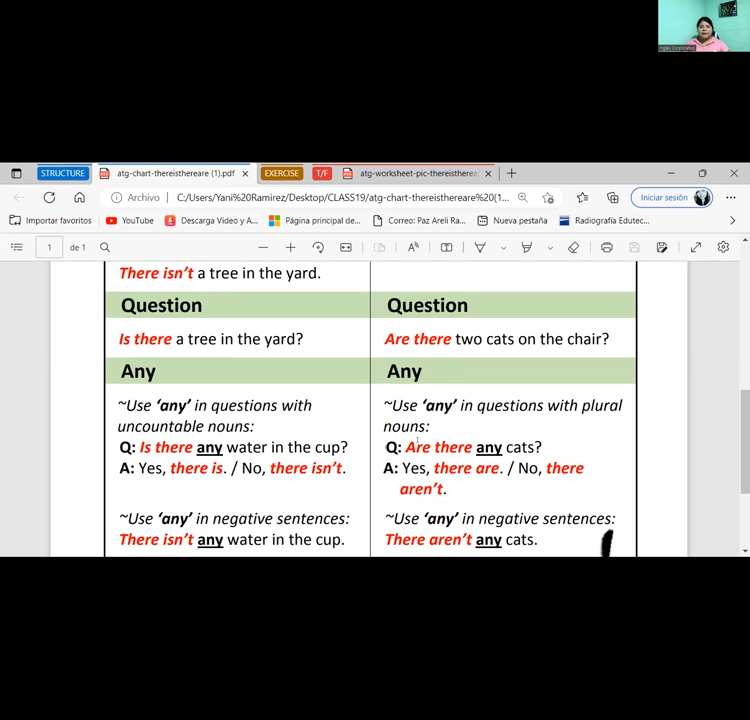 Ingles Corporativo
STRUCTURE
atg-chart-thereisthereare (1).pdf
EXERCISE
T/F
atg-worksheet-pic-thereisthere
Archivo
C:/Users/Yani%20Ramirez/Desktop/CLASS19/atg-chart-thereisthereare%20(1...
Iniciar sesión
Importar favoritos
YouTube
Descarga Video y A...
Página principal de...
Correo: Paz Areli Ra...
Nueva pestaña
Radiografía Edutec...
1
de 1
There isn't a tree in the yard.
Question
Question
Is there a tree in the yard?
Are there two cats on the chair?
Any
Any
~Use 'any' in questions with
uncountable nouns:
Q: Is there any water in the cup?
A: Yes, there is. / No, there isn't.
~Use 'any' in negative sentences:
There isn't any water in the cup.
~Use 'any' in questions with plural
nouns:
Q: Are there any cats?
A: Yes, there are. / No, there
aren't.
~Use 'any' in negative sentences:
There aren't any cats.